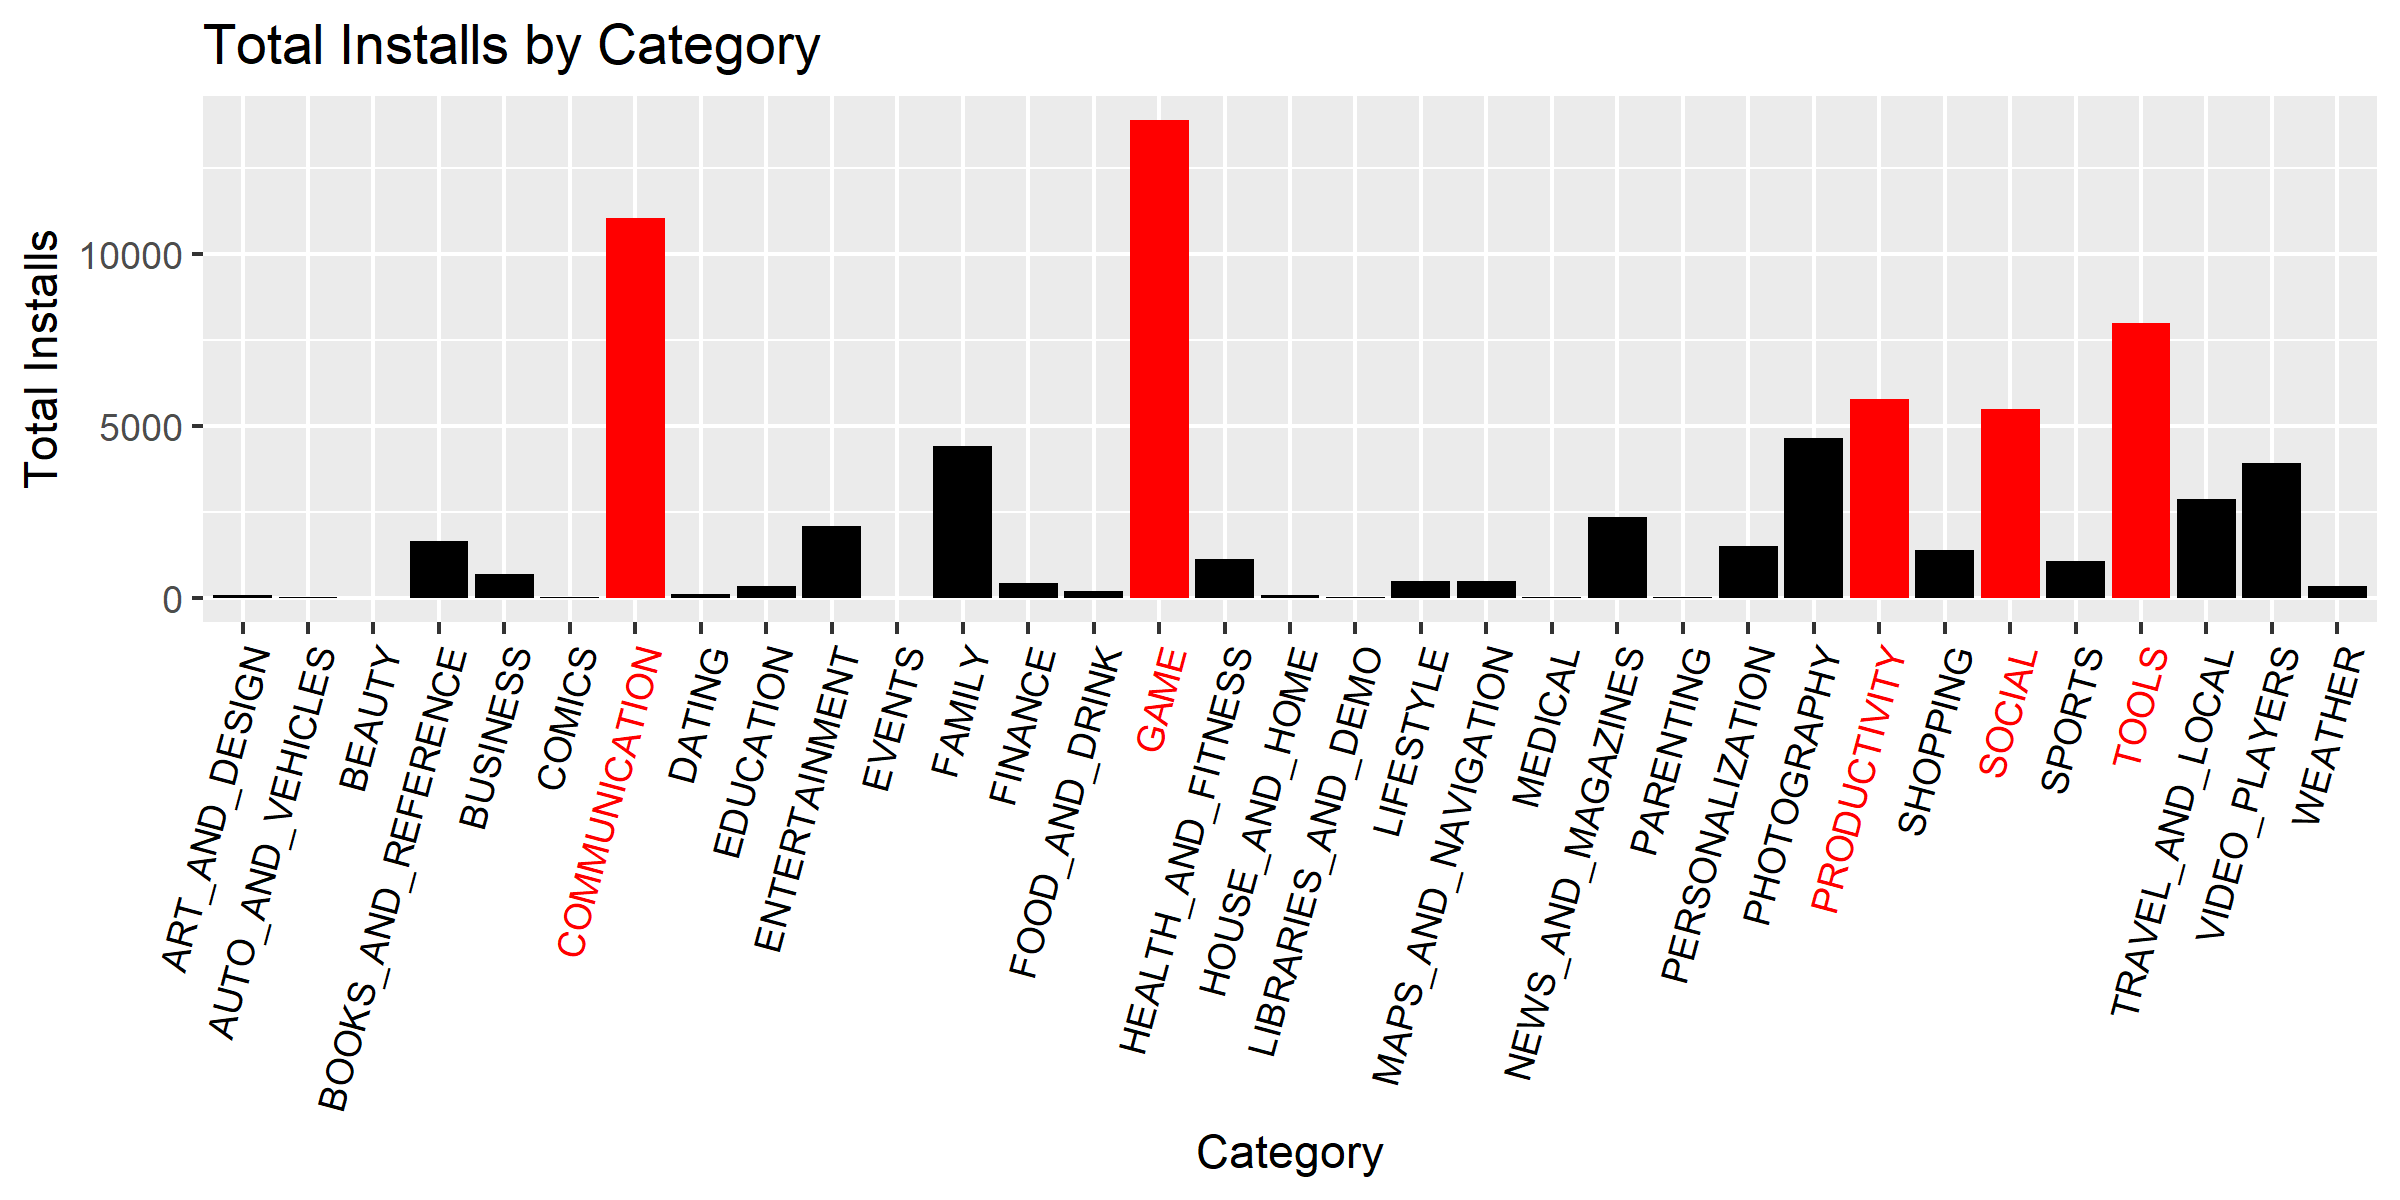 Total Installs by Category
Total Installs
10000
5000
0
ART_AND_DESIGN
AUTO_AND_VEHICLES
BEAUTY
BOOKS_AND_REFERENCE
BUSINESS
COMICS
COMMUNICATION
DATING
EDUCATION
ENTERTAINMENT
EVENTS
FAMILY
FINANCE
FOOD_AND_DRINK
GAME
HEALTH_AND_FITNESS
HOUSE_AND_HOME
LIBRARIES_AND_DEMO
LIFESTYLE
MAPS_AND_NAVIGATION
MEDICAL
NEWS_AND_MAGAZINES
PARENTING
PERSONALIZATION
PHOTOGRAPHY
PRODUCTIVITY
SHOPPING
SOCIAL
SPORTS
TOOLS
TRAVEL_AND_LOCAL
VIDEO_PLAYERS
WEATHER
Category